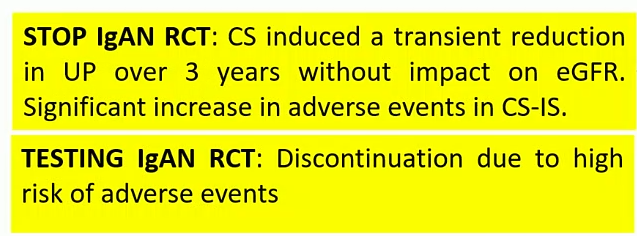 STOP IgAN RCT: CS induced a transient reduction
in UP over 3 years without impact on eGFR.
Significant increase in adverse events in CS-IS.
TESTING IgAN RCT: Discontinuation due to high
risk of adverse events